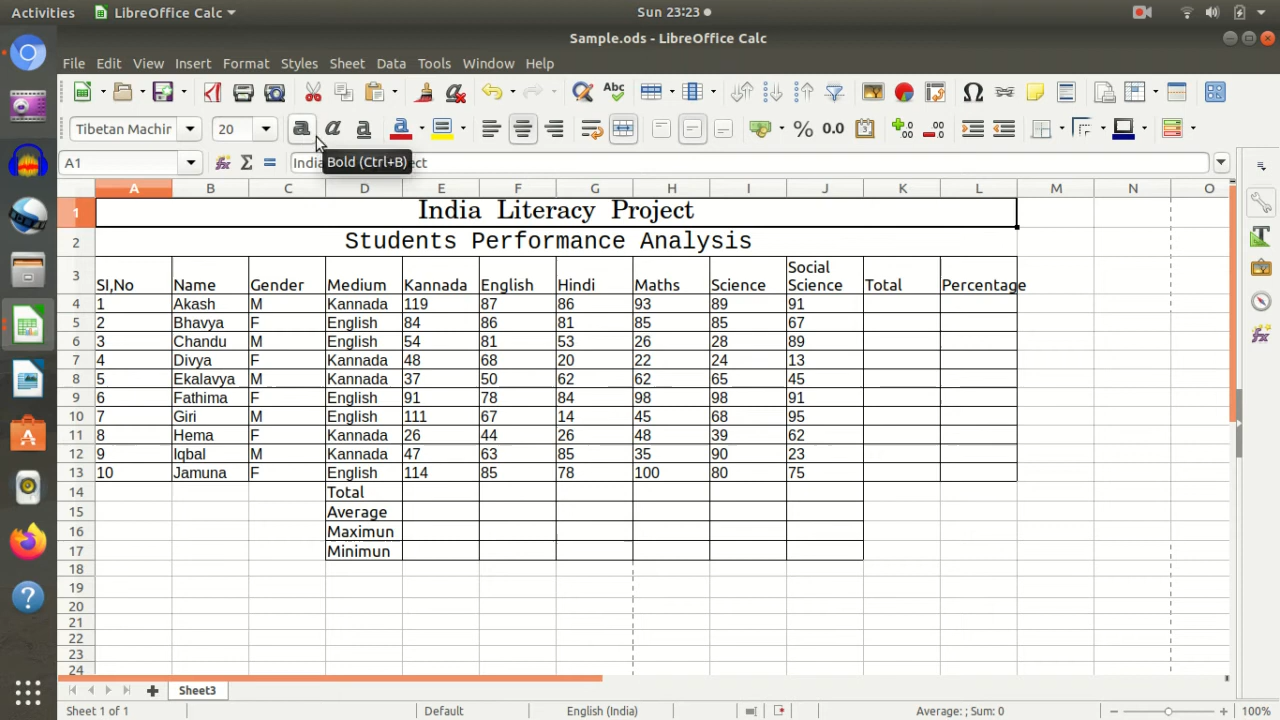 Activities LibreOffice Calc Sun 23:23
Sample.ods - LibreOffice Calc
File Edit View Insert Format Styles Sheet Data Tools Window Help
Tibetan Machin 20 a a a a % 0.0
A1 Σ =
Bold (Ctrl+B)
A B C D E F G H I J K L M N O
1 India Literacy Project
2 Students Performance Analysis
3 SI,No Name Gender Medium Kannada English Hindi Maths Science Social Science Total Percentage
4 1 Akash M Kannada 119 87 86 93 89 91
5 2 Bhavya F English 84 86 81 85 85 67
6 3 Chandu M English 54 81 53 26 28 89
7 4 Divya F Kannada 48 68 20 22 24 13
8 5 Ekalavya M Kannada 37 50 62 62 65 45
9 6 Fathima F English 91 78 84 98 98 91
10 7 Giri M English 111 67 14 45 68 95
11 8 Hema F Kannada 26 44 26 48 39 62
12 9 Iqbal M Kannada 47 63 85 35 90 23
13 10 Jamuna F English 114 85 78 100 80 75
14 Total
15 Average
16 Maximun
17 Minimun
18
19
20
21
22
23
24
Sheet3
Sheet 1 of 1 Default English (India) Average: ; Sum: 0 100%